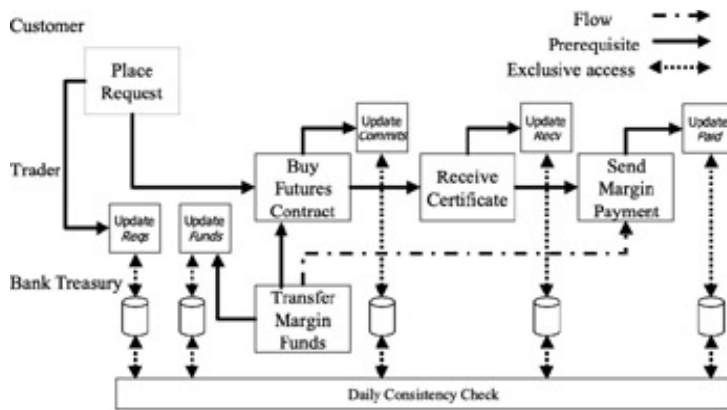 Customer
Flow
Prerequisite
Exclusive access
Place
Request
Update
Commits
Update
Recv
Update
Paid
Trader
Buy
Futures
Contract
Receive
Certificate
Send
Margin
Payment
Update
Reqs
Update
Funds
Bank Treasury
Transfer
Margin
Funds
Daily Consistency Check